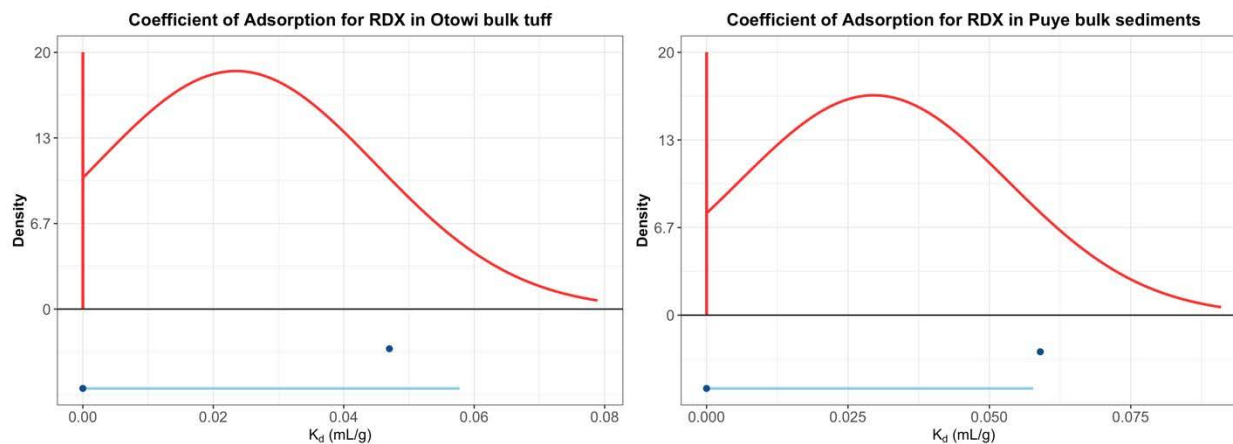 Coefficient of Adsorption for RDX in Otowi bulk tuff
20
13
6.7
0
Density
0.00 0.02 0.04 0.06 0.08
Kd (mL/g)
Coefficient of Adsorption for RDX in Puye bulk sediments
20
13
6.7
0
Density
0.000 0.025 0.050 0.075
Kd (mL/g)